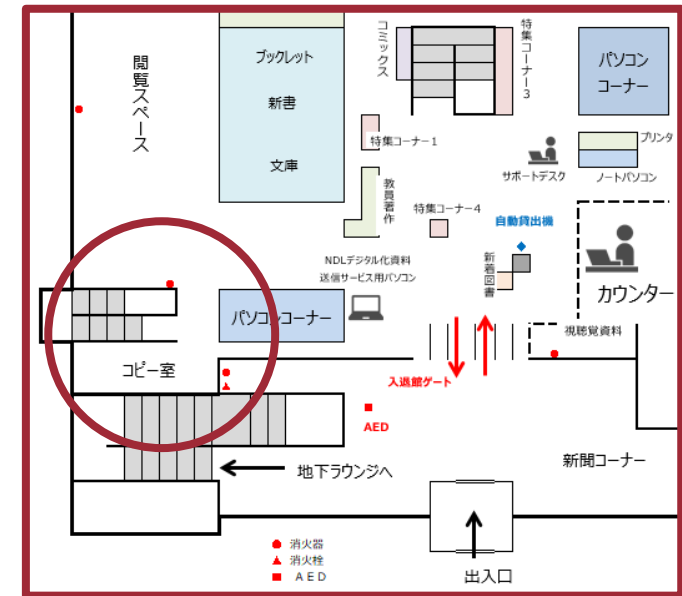 ブックレット
新書
文庫
閲覧スペース
コミックス
特集コーナー3
パソコン
コーナー
特集コーナー1
プリンタ
サポートデスク
ノートパソコン
教員著作
特集コーナー4
自動貸出機
NDLデジタル化資料
送信サービス用パソコン
新着図書
カウンター
パソコンコーナー
視聴覚資料
コピー室
入退館ゲート
AED
新聞コーナー
地下ラウンジへ
消火器
消火栓
AED
出入口